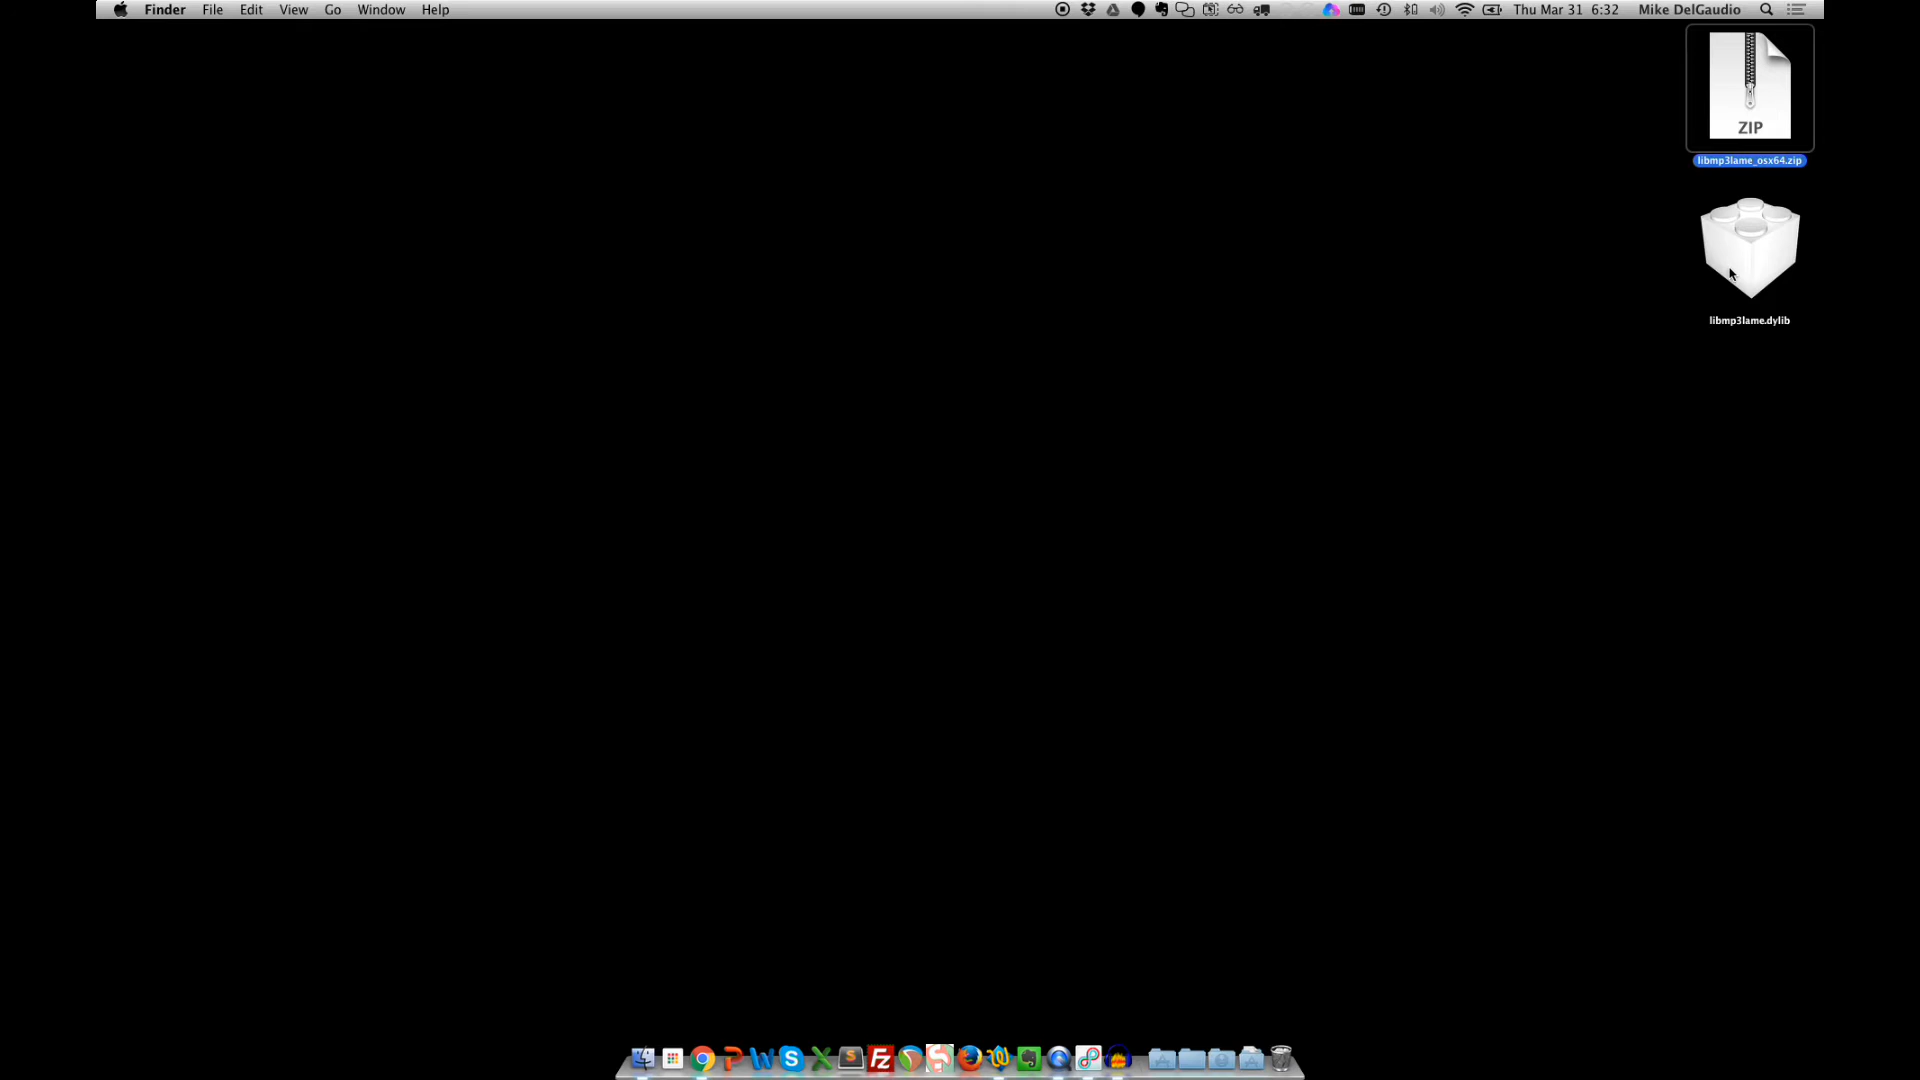 Finder File Edit View Go Window Help Thu Mar 31 6:32 Mike DelGaudio
ZIP
libmp3lame_osx64.zip
libmp3lame.dylib